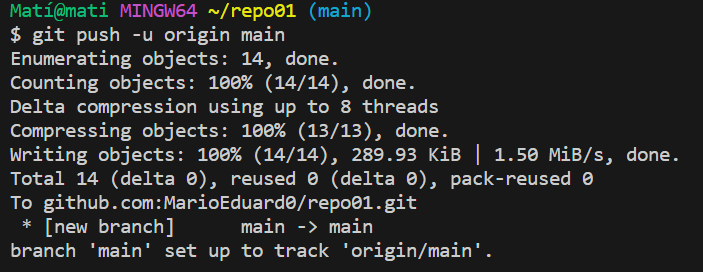 Matí@mati MINGW64 ~/repo01 (main)
$ git push -u origin main
Enumerating objects: 14, done.
Counting objects: 100% (14/14), done.
Delta compression using up to 8 threads
Compressing objects: 100% (13/13), done.
Writing objects: 100% (14/14), 289.93 KiB | 1.50 MiB/s, done.
Total 14 (delta 0), reused 0 (delta 0), pack-reused 0
To github.com:MarioEduard0/repo01.git
 * [new branch]      main -> main
branch 'main' set up to track 'origin/main'.